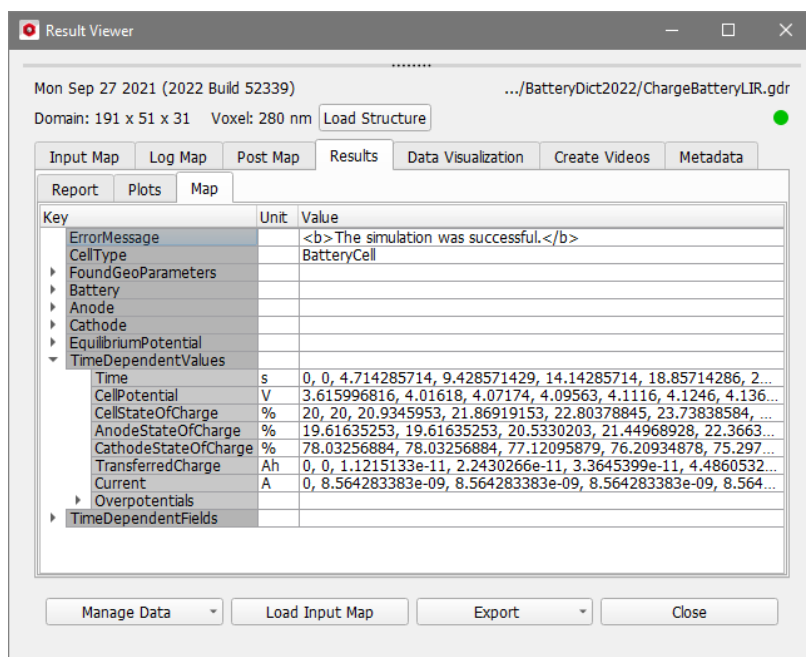 Result Viewer
Mon Sep 27 2021 (2022 Build 52339) .../BatteryDict2022/ChargeBatteryLIR.gdr
Domain: 191 x 51 x 31 Voxel: 280 nm Load Structure
Input Map Log Map Post Map Results Data Visualization Create Videos Metadata
Report Plots Map
Key Unit Value
ErrorMessage <b>The simulation was successful.</b>
CellType BatteryCell
FoundGeoParameters
Battery
Anode
Cathode
EquilibriumPotential
TimeDependentValues
Time s 0, 0, 4.714285714, 9.428571429, 14.14285714, 18.85714286, 2...
CellPotential V 3.615996816, 4.01618, 4.07174, 4.09563, 4.1116, 4.1246, 4.136...
CellStateOfCharge % 20, 20, 20.9345953, 21.86919153, 22.80378845, 23.73838584, ...
AnodeStateOfCharge % 19.61635253, 19.61635253, 20.5330203, 21.44968928, 22.3663...
CathodeStateOfCharge % 78.03256884, 78.03256884, 77.12095879, 76.20934878, 75.297...
TransferredCharge Ah 0, 0, 1.1215133e-11, 2.2430266e-11, 3.3645399e-11, 4.4860532...
Current A 0, 8.564283383e-09, 8.564283383e-09, 8.564283383e-09, 8.564...
Overpotentials
TimeDependentFields
Manage Data Load Input Map Export Close